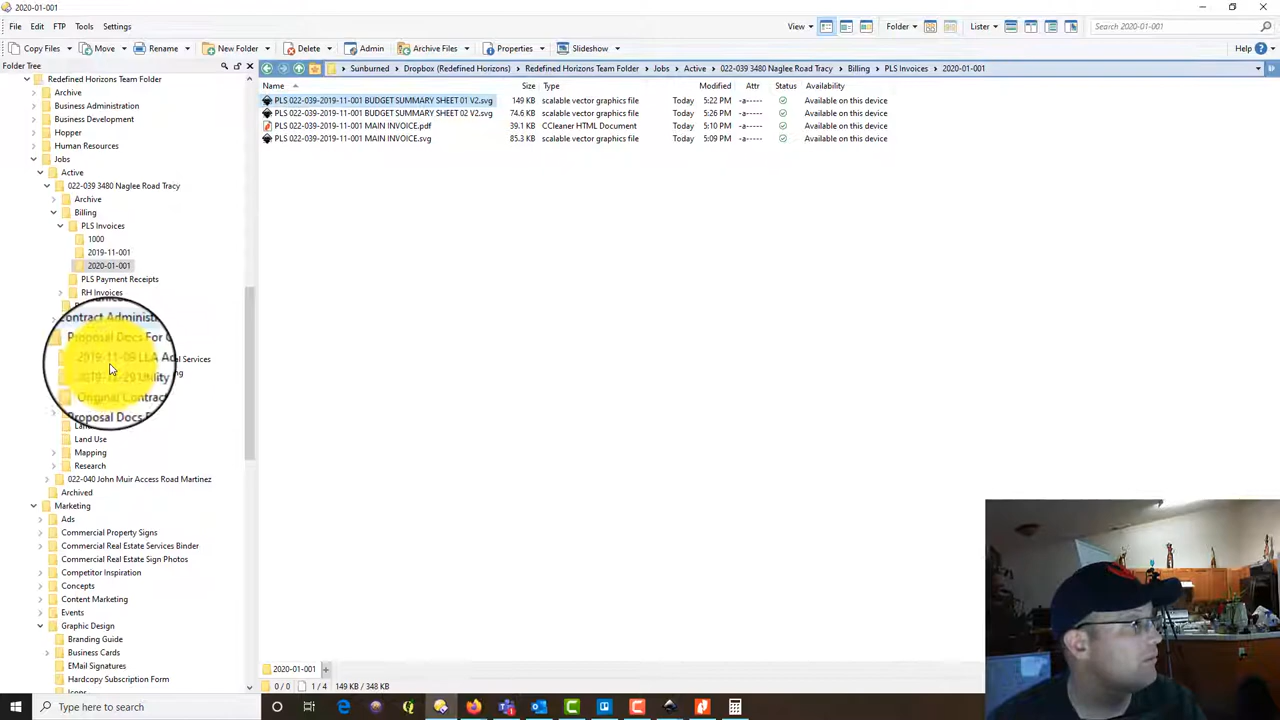 2020-01-001
File Edit FTP Tools Settings
View Folder Lister Search 2020-01-001
Copy Files Move Rename New Folder Delete Admin Archive Files Properties Slideshow Help
Folder Tree
Sunburned Dropbox (Redefined Horizons) Redefined Horizons Team Folder Jobs Active 022-039 3480 Naglee Road Tracy Billing PLS Invoices 2020-01-001
Redefined Horizons Team Folder
Archive
Business Administration
Business Development
Hopper
Human Resources
Jobs
Active
022-039 3480 Naglee Road Tracy
Archive
Billing
PLS Invoices
1000
2019-11-001
2020-01-001
PLS Payment Receipts
RH Invoices
Contract Administ
Proposal Docs For
2019-11-09 LLA Ad al Services
Utility ng
Original Contrac
Proposal Docs F
Land Use
Mapping
Research
022-040 John Muir Access Road Martinez
Archived
Marketing
Ads
Commercial Property Signs
Commercial Real Estate Services Binder
Commercial Real Estate Sign Photos
Competitor Inspiration
Concepts
Content Marketing
Events
Graphic Design
Branding Guide
Business Cards
EMail Signatures
Hardcopy Subscription Form
Name Type Size Description Modified Attr Status Availability
PLS 022-039-2019-11-001 BUDGET SUMMARY SHEET 01 V2.svg 149 KB scalable vector graphics file Today 5:22 PM -a----- Available on this device
PLS 022-039-2019-11-001 BUDGET SUMMARY SHEET 02 V2.svg 74.6 KB scalable vector graphics file Today 5:26 PM -a----- Available on this device
PLS 022-039-2019-11-001 MAIN INVOICE.pdf 39.1 KB CCleaner HTML Document Today 5:10 PM -a----- Available on this device
PLS 022-039-2019-11-001 MAIN INVOICE.svg 85.3 KB scalable vector graphics file Today 5:09 PM -a----- Available on this device
2020-01-001
0 / 0 1 / 4 149 KB / 348 KB
Type here to search